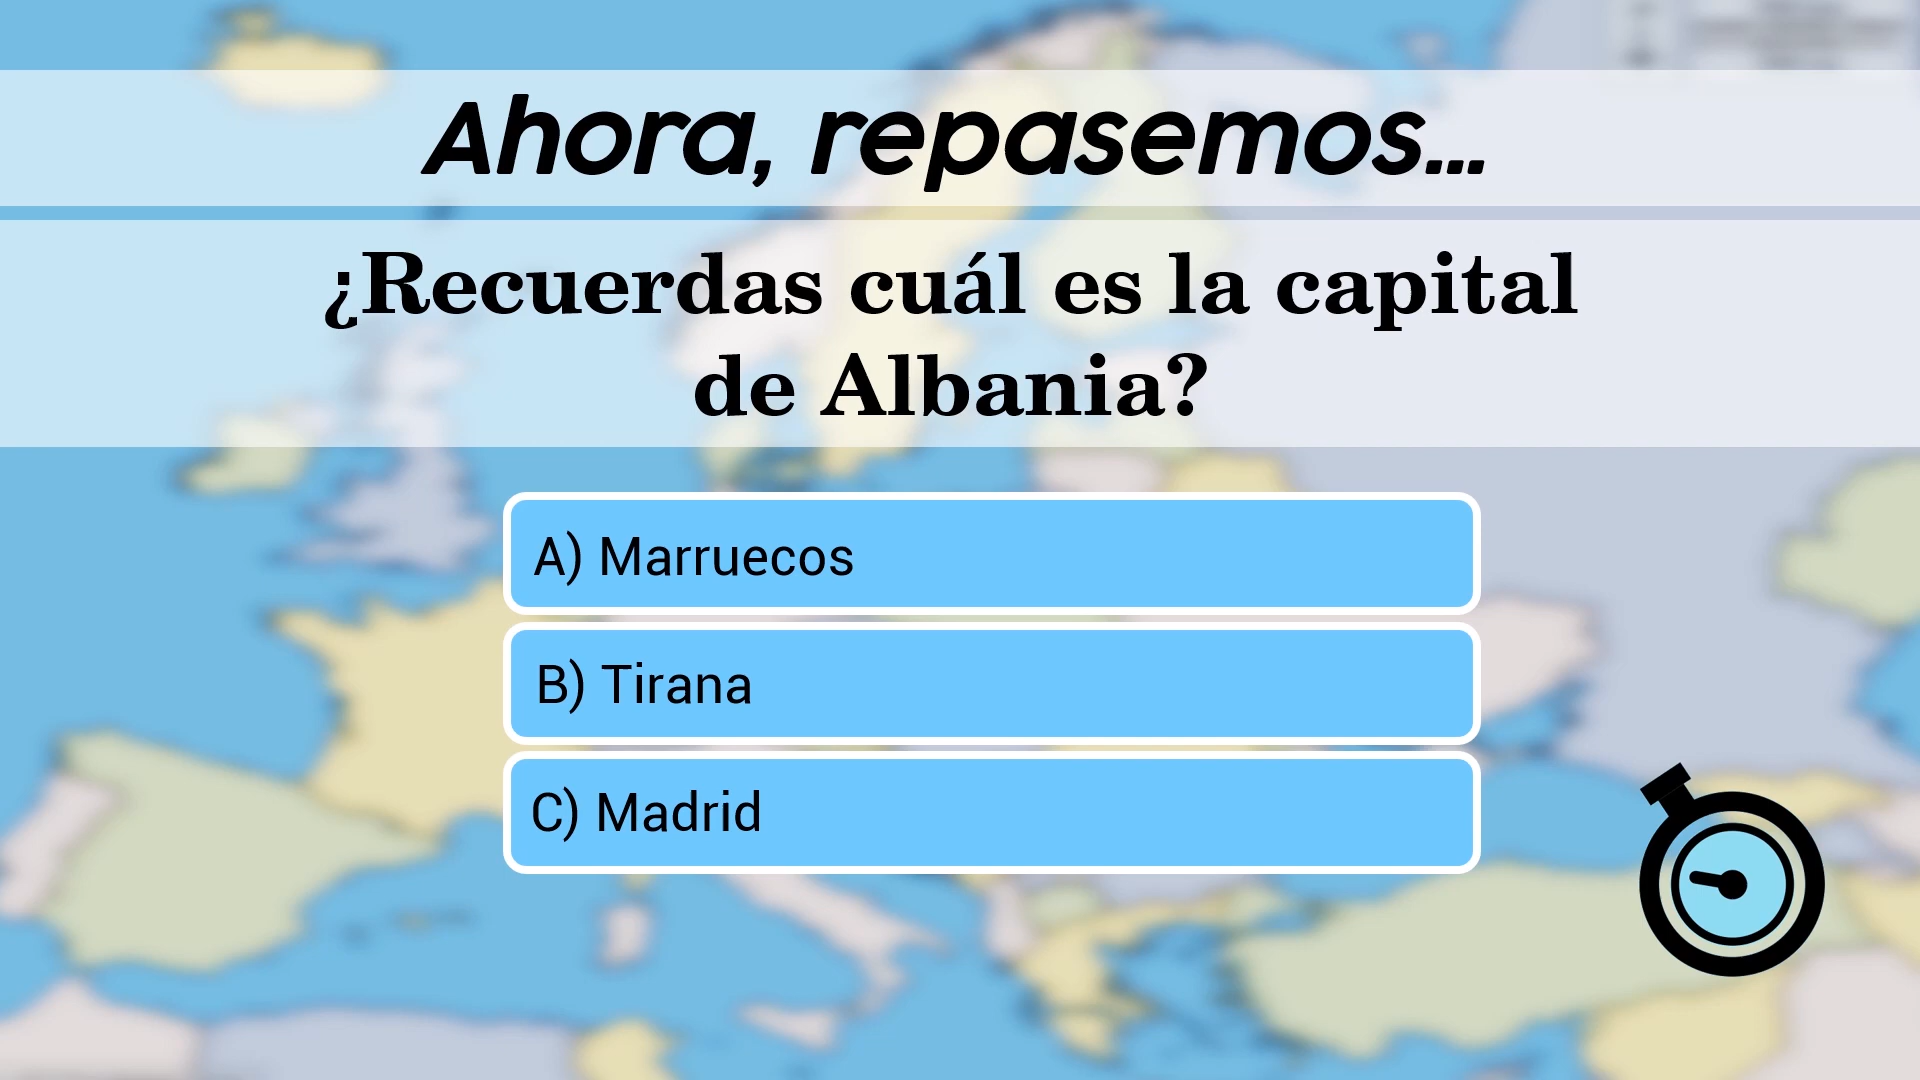 Ahora, repasemos...
¿Recuerdas cuál es la capital
de Albania?
A) Marruecos
B) Tirana
C) Madrid